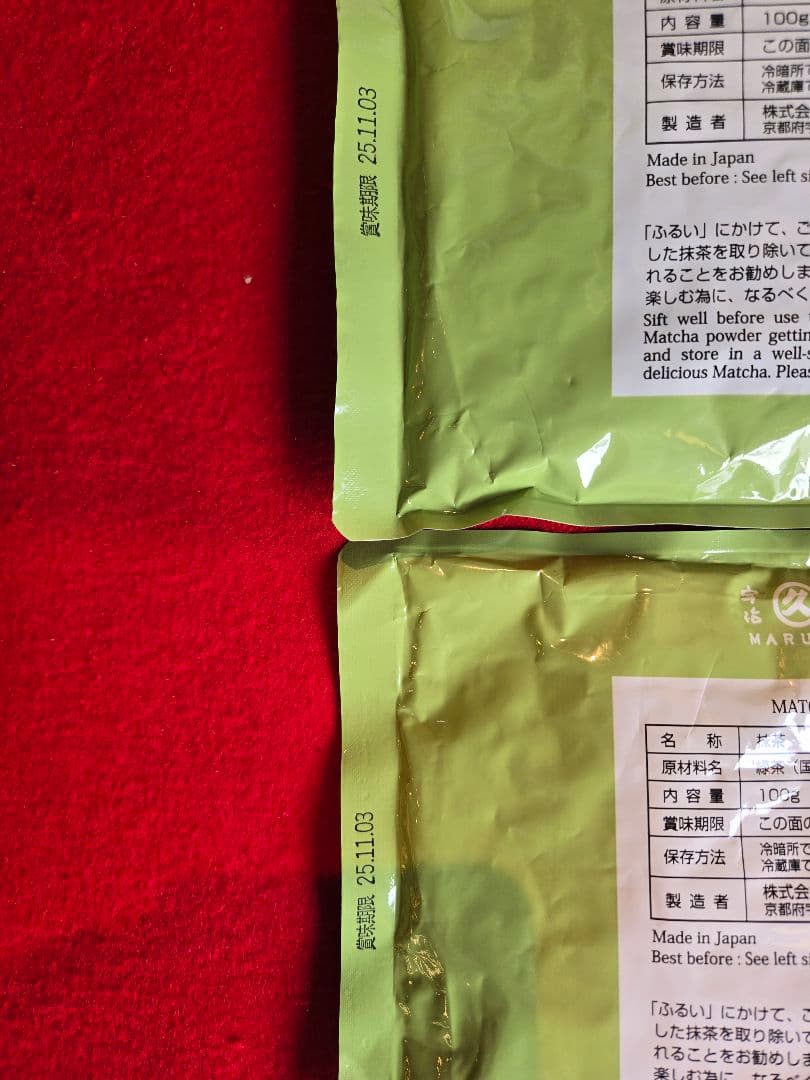 賞味期限 25.11.03
内容量 100g
賞味期限 この面
保存方法 冷暗所で
冷蔵庫で
製造者 株式会
京都府宇
Made in Japan
Best before : See left si
「ふるい」にかけて、ご
した抹茶を取り除いて
れることをお勧めしま
楽しむ為に、なるべく
Sift well before use
Matcha powder gettin
and store in a well-s
delicious Matcha. Pleas
宇治
久
MARU
MATC
名称 抹茶
原材料名 緑茶（国
内容量 100g
賞味期限 この面の
保存方法 冷暗所で
冷蔵庫で
製造者 株式会
京都府宇
Made in Japan
Best before : See left si
賞味期限 25.11.03
「ふるい」にかけて、ご
した抹茶を取り除いて
れることをお勧めしま
楽しむ為に、なるべく